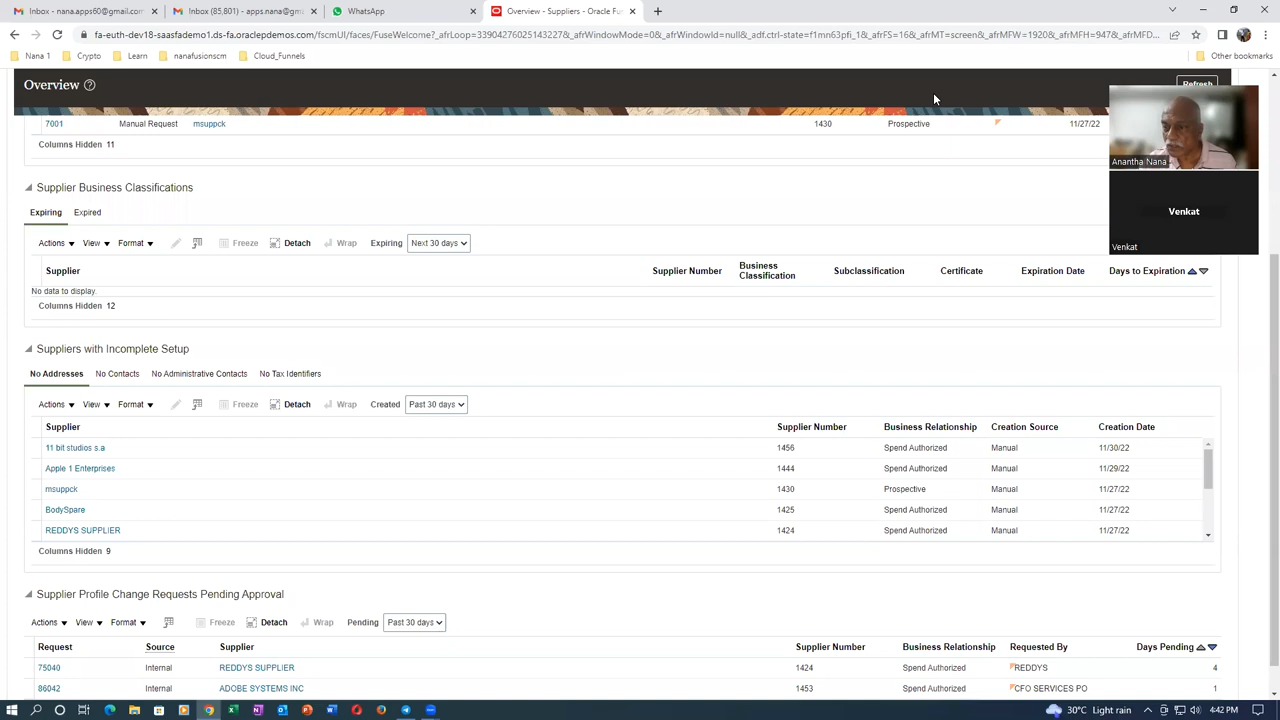 Inbox - nana.apps60@gmail.com
Inbox (85,801) - apps.nana@gm
WhatsApp
Overview - Suppliers - Oracle Fu
fa-euth-dev18-saasfademo1.ds-fa.oraclepdemos.com/fscmUI/faces/FuseWelcome?_afrLoop=3390426025143227&_afrWindowMode=0&_afrWindowId=null&_adf.ctrl-state=f1mn63pfi_1&_afrFS=16&_afrMT=screen&_afrMFW=1920&_afrMFH=947&_afrMFD...
Nana 1 Crypto Learn nanafusionscm Cloud_Funnels Other bookmarks
Overview
Refresh
7001 Manual Request msuppck 1430 Prospective 11/27/22
Columns Hidden 11
Anantha Nana
Supplier Business Classifications
Expiring Expired
Venkat
Actions View Format Freeze Detach Wrap Expiring Next 30 days
Venkat
Supplier Supplier Number Business Classification Subclassification Certificate Expiration Date Days to Expiration
No data to display.
Columns Hidden 12
Suppliers with Incomplete Setup
No Addresses No Contacts No Administrative Contacts No Tax Identifiers
Actions View Format Freeze Detach Wrap Created Past 30 days
Supplier Supplier Number Business Relationship Creation Source Creation Date
11 bit studios s.a 1456 Spend Authorized Manual 11/30/22
Apple 1 Enterprises 1444 Spend Authorized Manual 11/29/22
msuppck 1430 Prospective Manual 11/27/22
BodySpare 1425 Spend Authorized Manual 11/27/22
REDDYS SUPPLIER 1424 Spend Authorized Manual 11/27/22
Columns Hidden 9
Supplier Profile Change Requests Pending Approval
Actions View Format Freeze Detach Wrap Pending Past 30 days
Request Source Supplier Supplier Number Business Relationship Requested By Days Pending
75040 Internal REDDYS SUPPLIER 1424 Spend Authorized REDDYS 4
86042 Internal ADOBE SYSTEMS INC 1453 Spend Authorized CFO SERVICES PO 1
30°C Light rain 4:42 PM